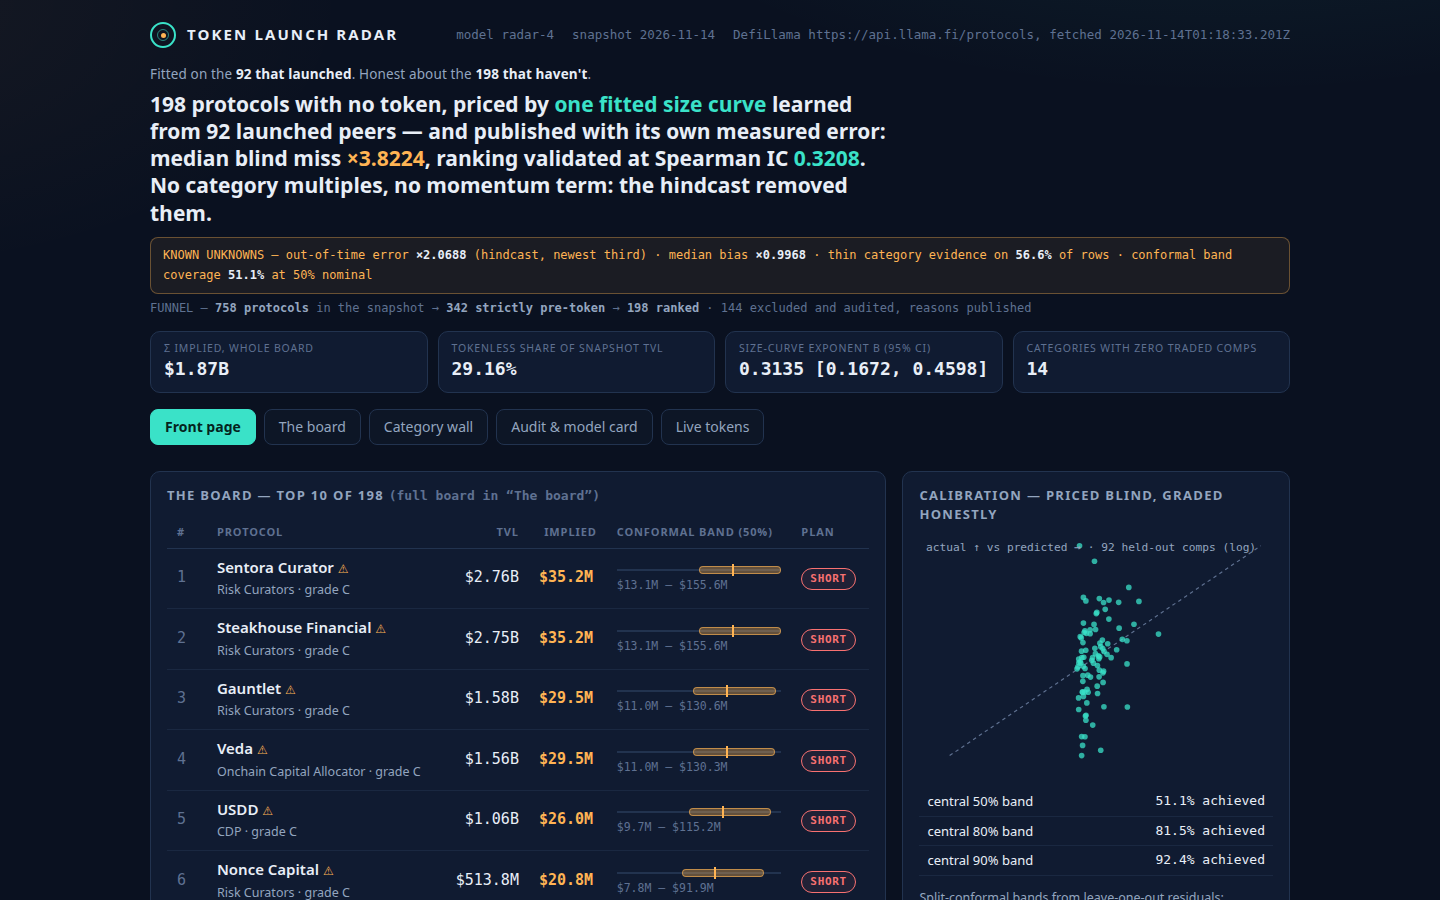 TOKEN LAUNCH RADAR
model radar-4 snapshot 2026-11-14 DefiLlama https://api.llama.fi/protocols, fetched 2026-11-14T01:18:33.201Z
Fitted on the 92 that launched. Honest about the 198 that haven't.
198 protocols with no token, priced by one fitted size curve learned
from 92 launched peers — and published with its own measured error:
median blind miss ×3.8224, ranking validated at Spearman IC 0.3208.
No category multiples, no momentum term: the hindcast removed
them.
KNOWN UNKNOWNS — out-of-time error ×2.0688 (hindcast, newest third) · median bias ×0.9968 · thin category evidence on 56.6% of rows · conformal band
coverage 51.1% at 50% nominal
FUNNEL — 758 protocols in the snapshot → 342 strictly pre-token → 198 ranked · 144 excluded and audited, reasons published
Σ IMPLIED, WHOLE BOARD
$1.87B
TOKENLESS SHARE OF SNAPSHOT TVL
29.16%
SIZE-CURVE EXPONENT B (95% CI)
0.3135 [0.1672, 0.4598]
CATEGORIES WITH ZERO TRADED COMPS
14
Front page
The board
Category wall
Audit & model card
Live tokens
THE BOARD — TOP 10 OF 198 (full board in “The board”)
# PROTOCOL TVL IMPLIED CONFORMAL BAND (50%) PLAN
1 Sentora Curator ⚠ $2.76B $35.2M SHORT
Risk Curators · grade C $13.1M — $155.6M
2 Steakhouse Financial ⚠ $2.75B $35.2M SHORT
Risk Curators · grade C $13.1M — $155.6M
3 Gauntlet ⚠ $1.58B $29.5M SHORT
Risk Curators · grade C $11.0M — $130.6M
4 Veda ⚠ $1.56B $29.5M SHORT
Onchain Capital Allocator · grade C $11.0M — $130.3M
5 USDD ⚠ $1.06B $26.0M SHORT
CDP · grade C $9.7M — $115.2M
6 Nonce Capital ⚠ $513.8M $20.8M SHORT
Risk Curators · grade C $7.8M — $91.9M
CALIBRATION — PRICED BLIND, GRADED
HONESTLY
actual ↑ vs predicted → · 92 held-out comps (log)
central 50% band 51.1% achieved
central 80% band 81.5% achieved
central 90% band 92.4% achieved
Split-conformal bands from leave-one-out residuals;